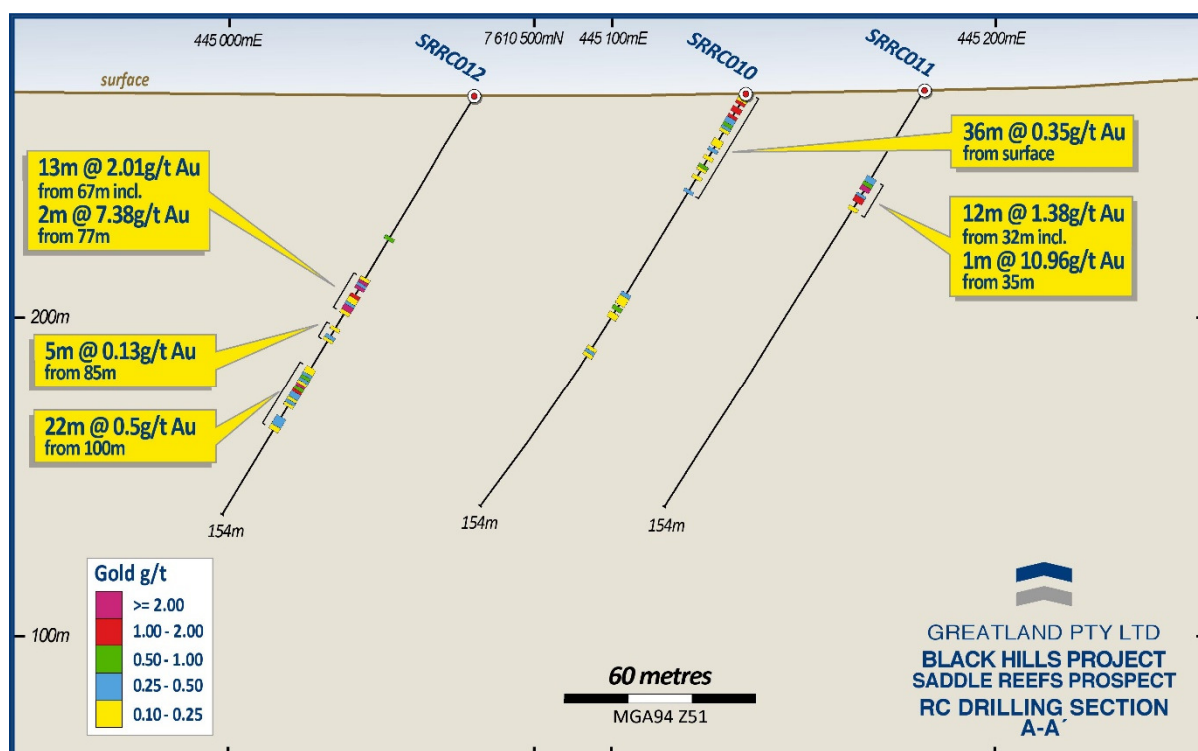 445 000mE
7 610 500mN
445 100mE
445 200mE
SRRC012
SRRC010
SRRC011
surface
13m @ 2.01g/t Au
from 67m incl.
2m @ 7.38g/t Au
from 77m
36m @ 0.35g/t Au
from surface
12m @ 1.38g/t Au
from 32m incl.
1m @ 10.96g/t Au
from 35m
200m
5m @ 0.13g/t Au
from 85m
22m @ 0.5g/t Au
from 100m
154m
154m
154m
Gold g/t
>= 2.00
1.00 - 2.00
0.50 - 1.00
0.25 - 0.50
0.10 - 0.25
100m
60 metres
MGA94 Z51
GREATLAND PTY LTD
BLACK HILLS PROJECT
SADDLE REEFS PROSPECT
RC DRILLING SECTION
A-A´